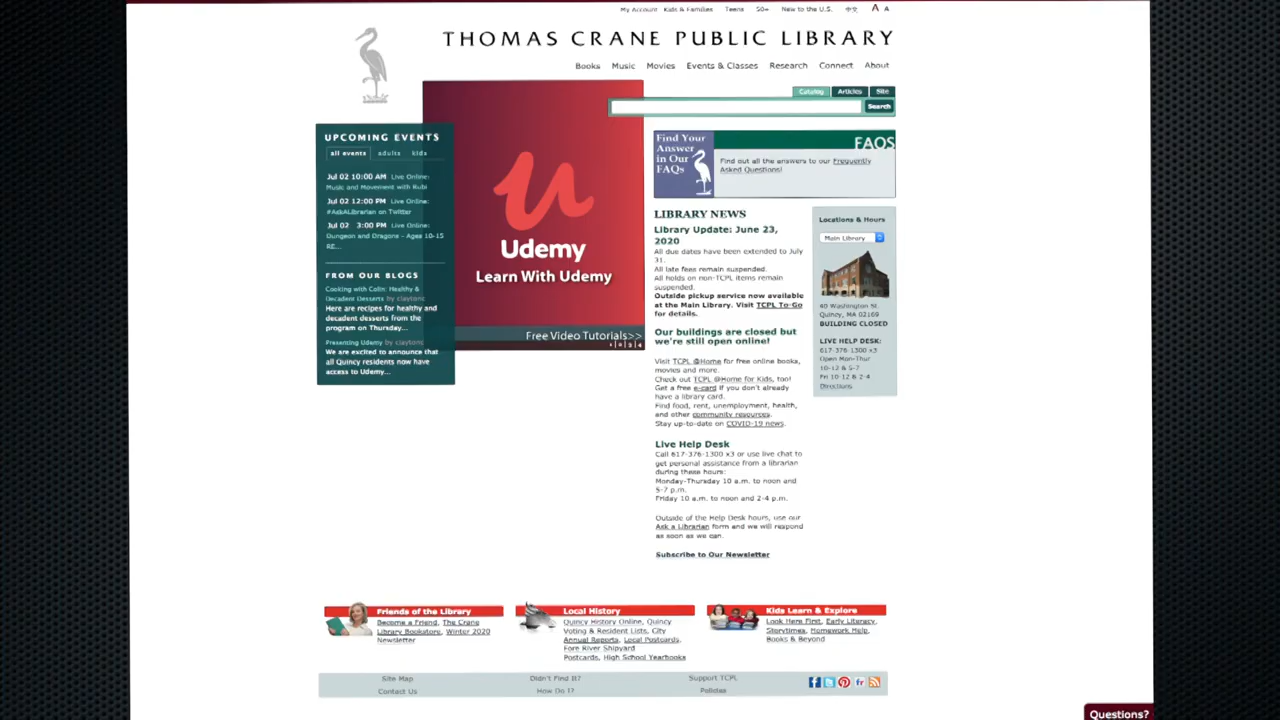 My Account Kids & Families Teens 50+ New to the U.S. 中文 A A
THOMAS CRANE PUBLIC LIBRARY
Books Music Movies Events & Classes Research Connect About
Catalog Articles Site
Search
UPCOMING EVENTS
all events adults kids
Jul 02 10:00 AM Live Online:
Music and Movement with Rubi
Jul 02 12:00 PM Live Online:
#AskALibrarian on Twitter
Jul 02 3:00 PM Live Online:
Dungeon and Dragons - Ages 10-15
RE...
FROM OUR BLOGS
Cooking with Colin: Healthy &
Decadent Desserts by claytonc
Here are recipes for healthy and
decadent desserts from the
program on Thursday...
Presenting Udemy by claytonc
We are excited to announce that
all Quincy residents now have
access to Udemy...
Udemy
Learn With Udemy
Free Video Tutorials>>
1 2 3 4
Find Your
Answer
in Our
FAQs
FAQS
Find out all the answers to our Frequently
Asked Questions!
LIBRARY NEWS
Library Update: June 23,
2020
All due dates have been extended to July
31.
All late fees remain suspended.
All holds on non-TCPL items remain
suspended.
Outside pickup service now available
at the Main Library. Visit TCPL To-Go
for details.
Our buildings are closed but
we're still open online!
Visit TCPL @Home for free online books,
movies and more.
Check out TCPL @Home for Kids, too!
Get a free e-card if you don't already
have a library card.
Find food, rent, unemployment, health,
and other community resources.
Stay up-to-date on COVID-19 news.
Live Help Desk
Call 617-376-1300 x3 or use live chat to
get personal assistance from a librarian
during these hours:
Monday-Thursday 10 a.m. to noon and
5-7 p.m.
Friday 10 a.m. to noon and 2-4 p.m.
Outside of the Help Desk hours, use our
Ask a Librarian form and we will respond
as soon as we can.
Subscribe to Our Newsletter
Locations & Hours
Main Library
40 Washington St.
Quincy, MA 02169
BUILDING CLOSED
LIVE HELP DESK:
617-376-1300 x3
Open Mon-Thur
10-12 & 5-7
Fri 10-12 & 2-4
Directions
Friends of the Library
Become a Friend, The Crane
Library Bookstore, Winter 2020
Newsletter
Local History
Quincy History Online, Quincy
Voting & Resident Lists, City
Annual Reports, Local Postcards,
Fore River Shipyard
Postcards, High School Yearbooks
Kids Learn & Explore
Look Here First, Early Literacy,
Storytimes, Homework Help,
Books & Beyond
Site Map Didn't Find It? Support TCPL
Contact Us How Do I? Policies
Questions?